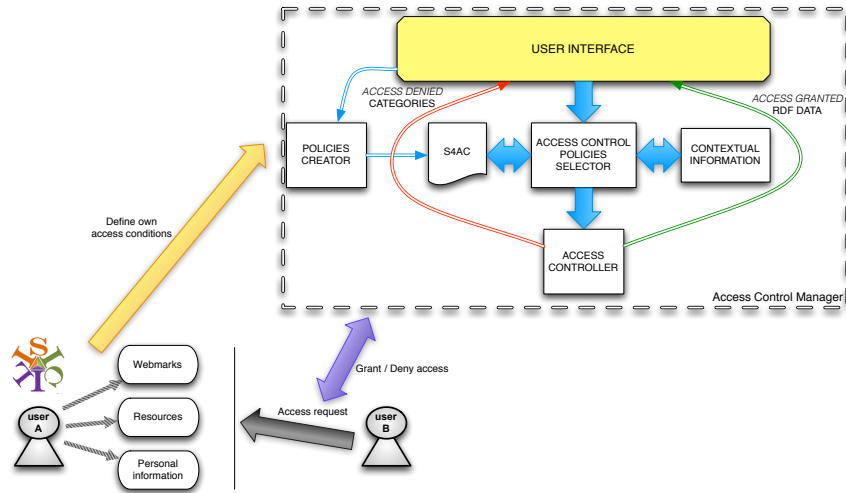 USER INTERFACE
ACCESS DENIED
CATEGORIES
ACCESS GRANTED
RDF DATA
POLICIES
CREATOR
S4AC
ACCESS CONTROL
POLICIES
SELECTOR
CONTEXTUAL
INFORMATION
Define own
access conditions
ACCESS
CONTROLLER
Access Control Manager
Webmarks
Grant / Deny access
user
A
Resources
Access request
user
B
Personal
information